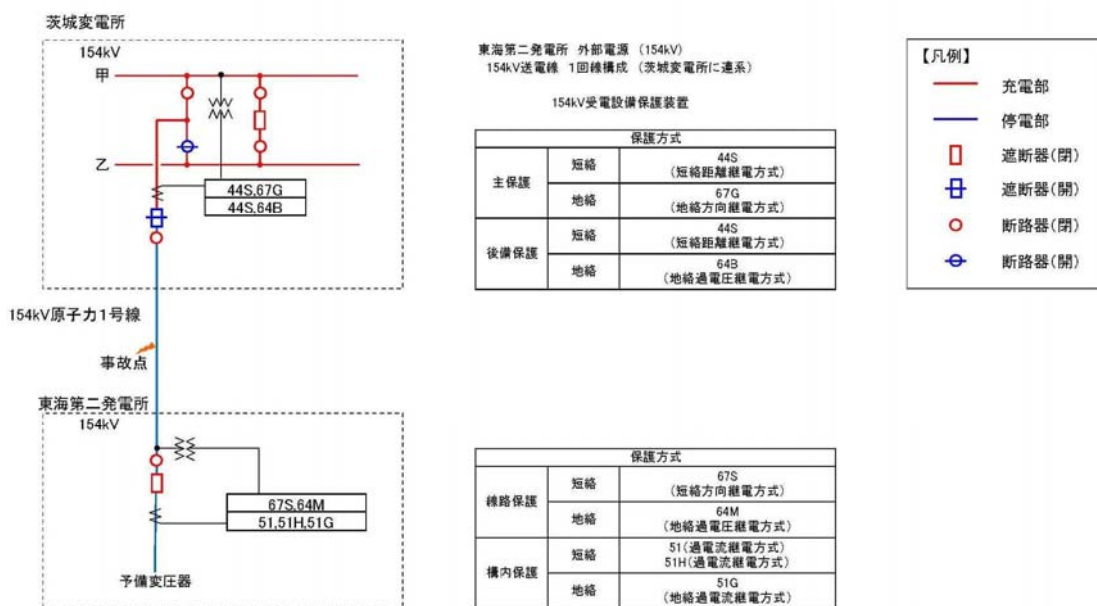 茨城変電所
154kV
甲
乙
44S,67G
44S,64B
154kV原子力1号線
事故点
東海第二発電所
154kV
67S,64M
51,51H,51G
予備変圧器
東海第二発電所 外部電源 (154kV)
154kV送電線 1回線構成 (茨城変電所に連系)
154kV受電設備保護装置
保護方式
主保護
短絡
44S
(短絡距離継電方式)
地絡
67G
(地絡方向継電方式)
後備保護
短絡
44S
(短絡距離継電方式)
地絡
64B
(地絡過電圧継電方式)
保護方式
線路保護
短絡
67S
(短絡方向継電方式)
地絡
64M
(地絡過電圧継電方式)
構内保護
短絡
51(過電流継電方式)
51H(過電流継電方式)
地絡
51G
(地絡過電流継電方式)
【凡例】
充電部
停電部
遮断器(閉)
遮断器(開)
断路器(閉)
断路器(開)